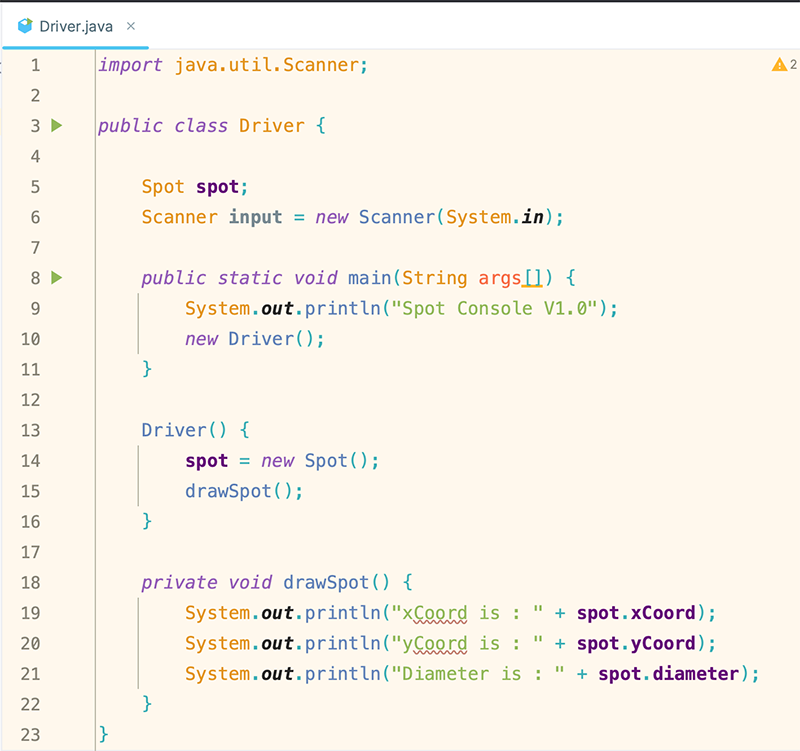 Driver.java ×
1 import java.util.Scanner; 2
2
3 public class Driver {
4
5 Spot spot;
6 Scanner input = new Scanner(System.in);
7
8 public static void main(String args[]) {
9 System.out.println("Spot Console V1.0");
10 new Driver();
11 }
12
13 Driver() {
14 spot = new Spot();
15 drawSpot();
16 }
17
18 private void drawSpot() {
19 System.out.println("xCoord is : " + spot.xCoord);
20 System.out.println("yCoord is : " + spot.yCoord);
21 System.out.println("Diameter is : " + spot.diameter);
22 }
23 }